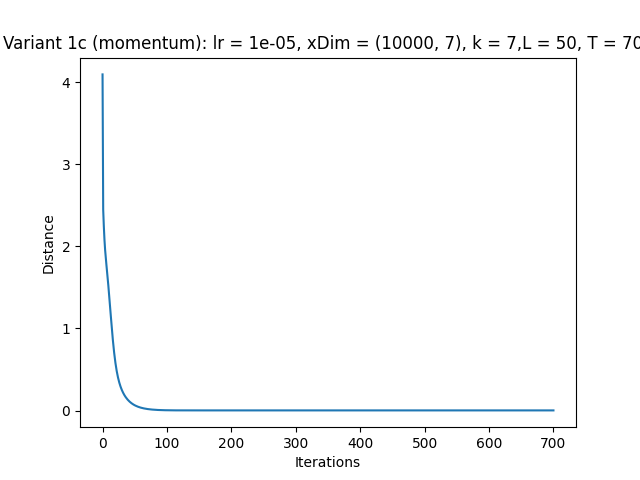 Variant 1c (momentum): lr = 1e-05, xDim = (10000, 7), k = 7,L = 50, T = 70
4
3
2
1
0
Distance
0 100 200 300 400 500 600 700
Iterations